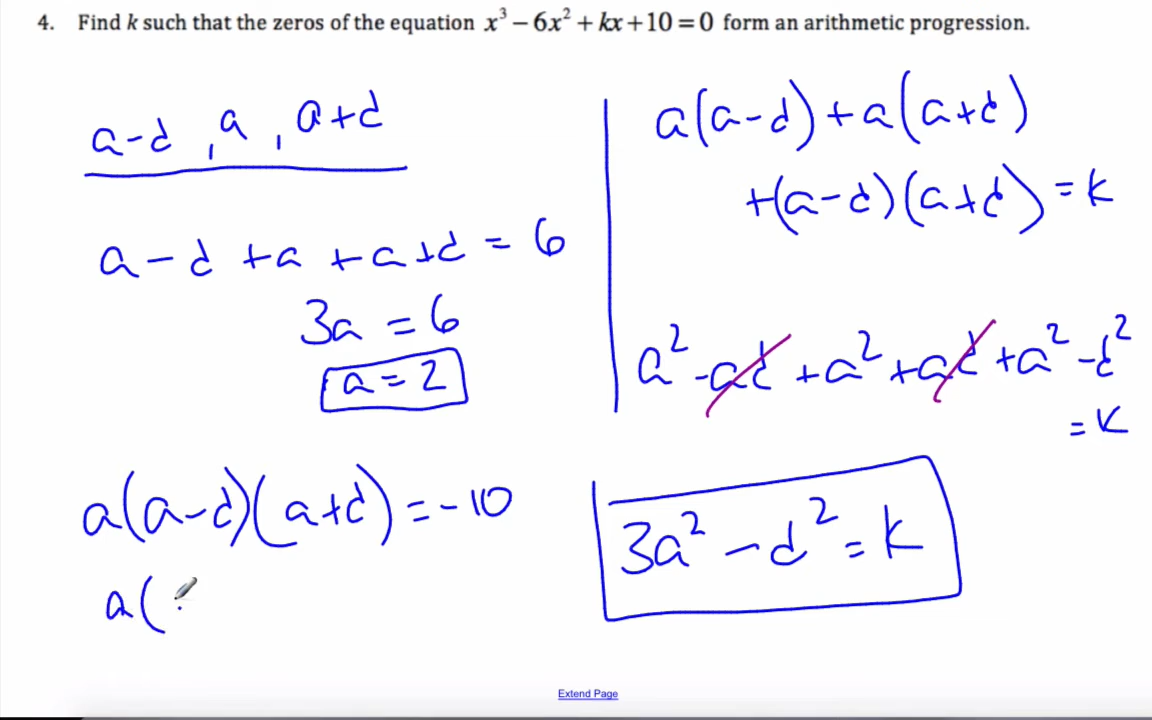 4. Find k such that the zeros of the equation x³ − 6x² + kx + 10 = 0 form an arithmetic progression.
a-d, a, a+d
a - d + a + a + d = 6
3a = 6
a = 2
a(a-d)(a+d) = -10
a(
a(a-d) + a(a+d)
+(a-d)(a+d) = k
a² - ad + a² + ad + a² - d²
= k
3a² - d² = k
Extend Page